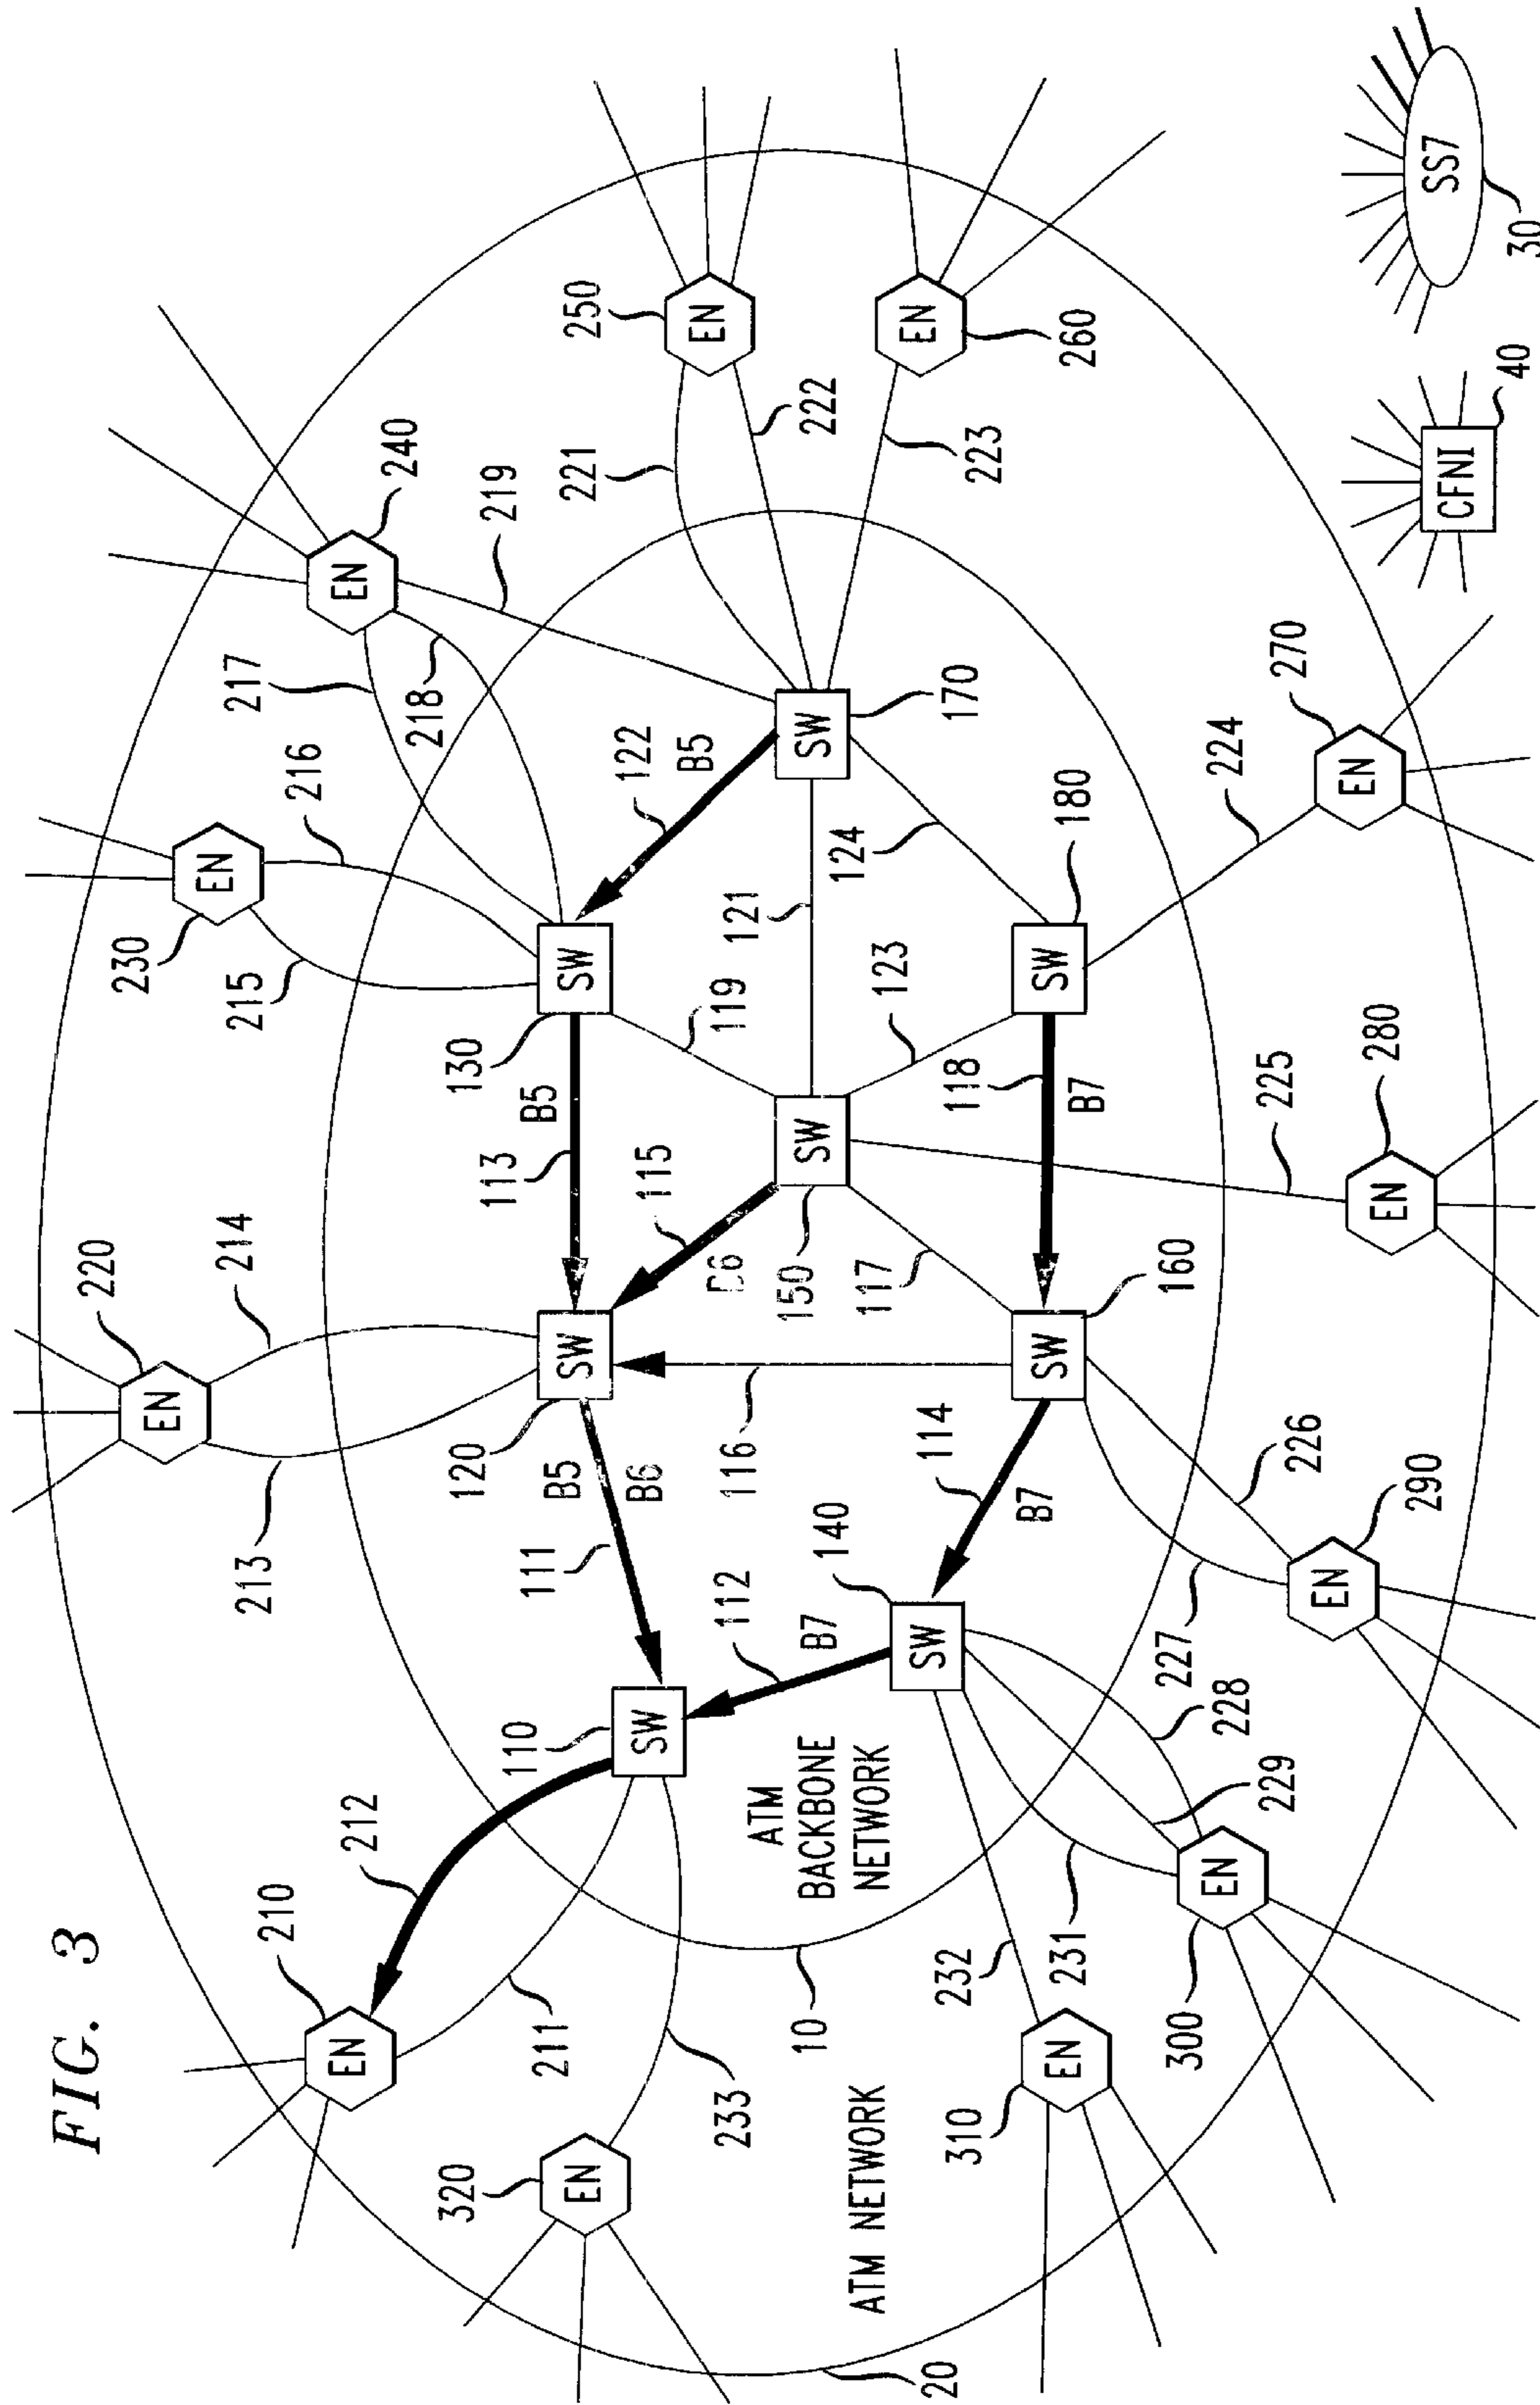 FIG. 3
210
212
211
320
233
110
EN
EN
SW
220
214
213
EN
230
215
216
EN
217
218
240
219
EN
120
B5
B6
111
SW
113
B5
130
SW
122
B5
115
119
150
SW
121
170
SW
221
250
EN
222
223
260
EN
116
117
123
124
112
B7
140
SW
114
B7
160
SW
118
B7
180
SW
ATM
BACKBONE
NETWORK
10
ATM NETWORK
20
232
231
310
EN
300
EN
229
228
227
226
290
EN
225
280
EN
224
270
EN
CFNI
40
SS7
30